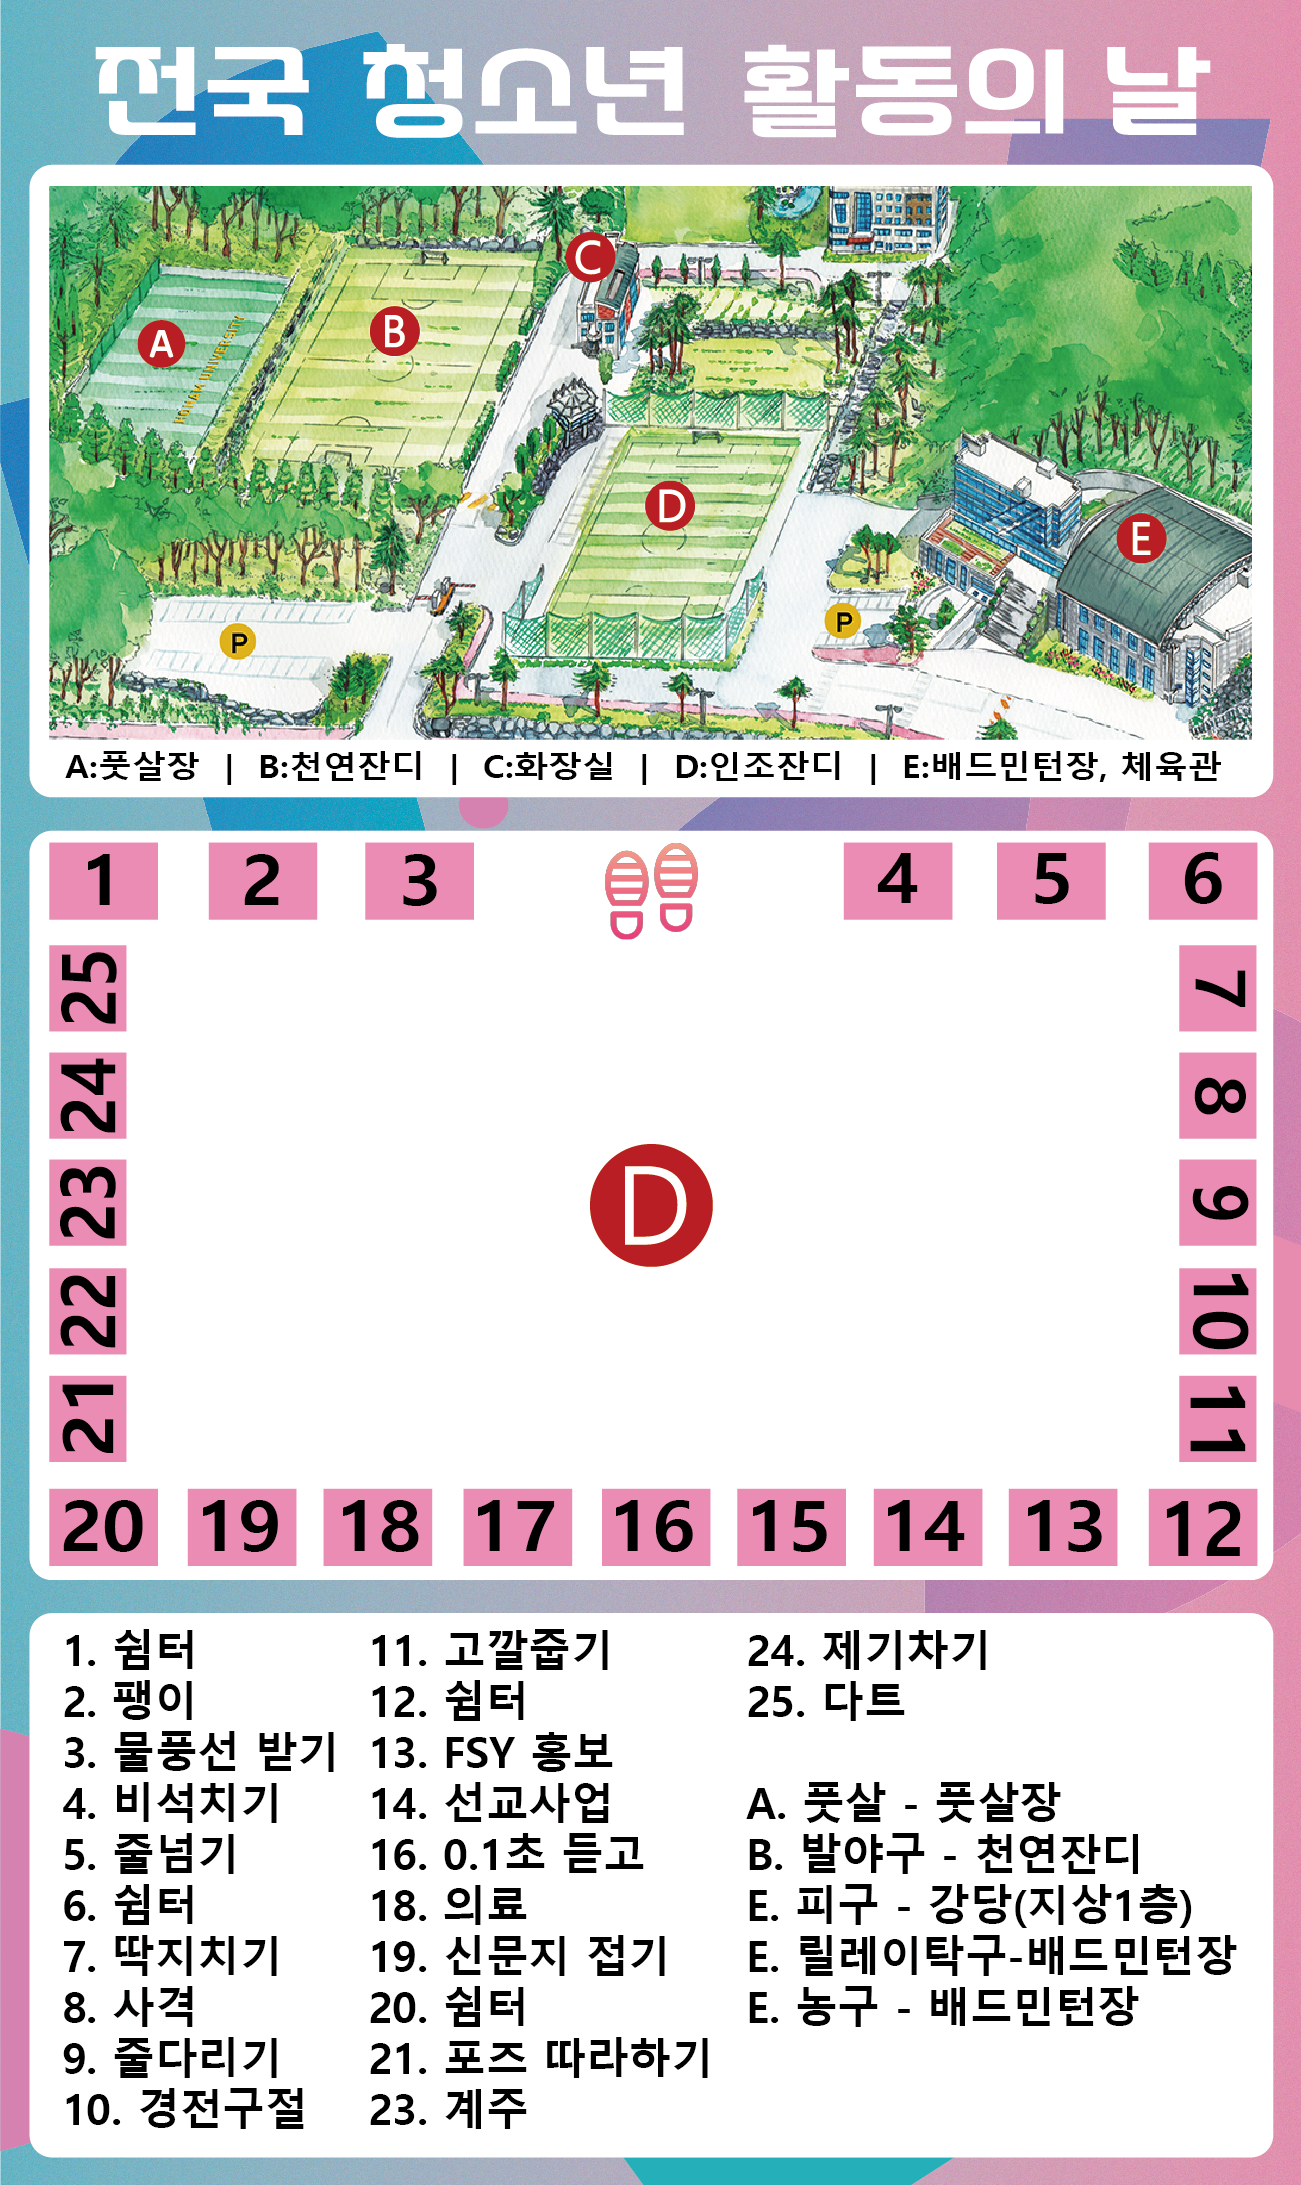 전국 청소년 활동의 날
HONAM UNIVERSITY
A
B
C
D
E
P
P
A:풋살장 | B:천연잔디 | C:화장실 | D:인조잔디 | E:배드민턴장, 체육관
1 2 3 4 5 6
25 7
24 8
23 D 9
22 10
21 11
20 19 18 17 16 15 14 13 12
1. 쉼터
2. 팽이
3. 물풍선 받기
4. 비석치기
5. 줄넘기
6. 쉼터
7. 딱지치기
8. 사격
9. 줄다리기
10. 경전구절
11. 고깔줍기
12. 쉼터
13. FSY 홍보
14. 선교사업
16. 0.1초 듣고
18. 의료
19. 신문지 접기
20. 쉼터
21. 포즈 따라하기
23. 계주
24. 제기차기
25. 다트
A. 풋살 - 풋살장
B. 발야구 - 천연잔디
E. 피구 - 강당(지상1층)
E. 릴레이탁구-배드민턴장
E. 농구 - 배드민턴장